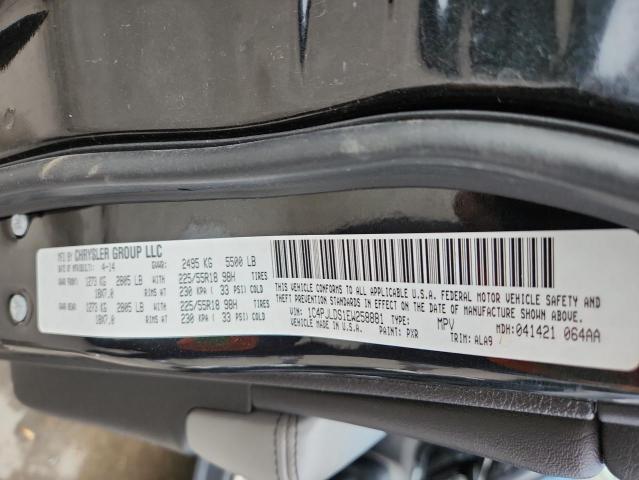 MFD BY CHRYSLER GROUP LLC
DATE OF MFR(BUILT): 4-14 GVWR: 2495 KG 5500 LB
GAWR FRONT: 1273 KG 2805 LB WITH 225/55R18 98H TIRES
18X7.0 RIMS AT 230 KPA ( 33 PSI) COLD
GAWR REAR: 1273 KG 2805 LB WITH 225/55R18 98H TIRES
18X7.0 RIMS AT 230 KPA ( 33 PSI) COLD
THIS VEHICLE CONFORMS TO ALL APPLICABLE U.S.A. FEDERAL MOTOR VEHICLE SAFETY AND
THEFT PREVENTION STANDARDS IN EFFECT ON THE DATE OF MANUFACTURE SHOWN ABOVE.
VIN: 1C4PJLDS1EW258881 TYPE: MPV MDH: 041421 064AA
VEHICLE MADE IN U.S.A. PAINT: PXR TRIM: ALA9